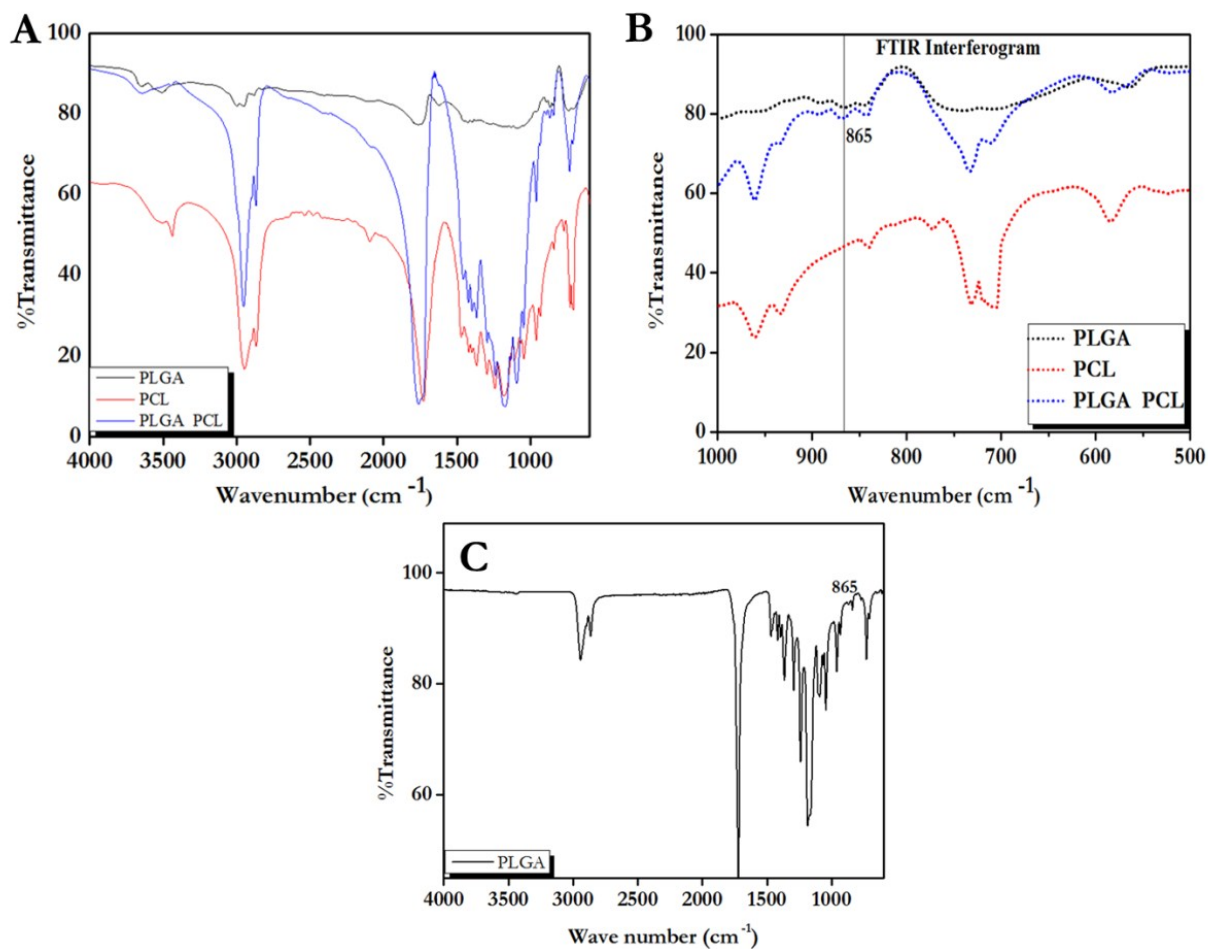 A
%Transmittance
100
80
60
40
20
0
PLGA
PCL
PLGA PCL
4000 3500 3000 2500 2000 1500 1000
Wavenumber (cm-1)
B
FTIR Interferogram
%Transmittance
100
80
60
40
20
0
865
PLGA
PCL
PLGA PCL
1000 900 800 700 600 500
Wavenumber (cm-1)
C
%Transmittance
100
80
60
865
PLGA
4000 3500 3000 2500 2000 1500 1000
Wave number (cm-1)